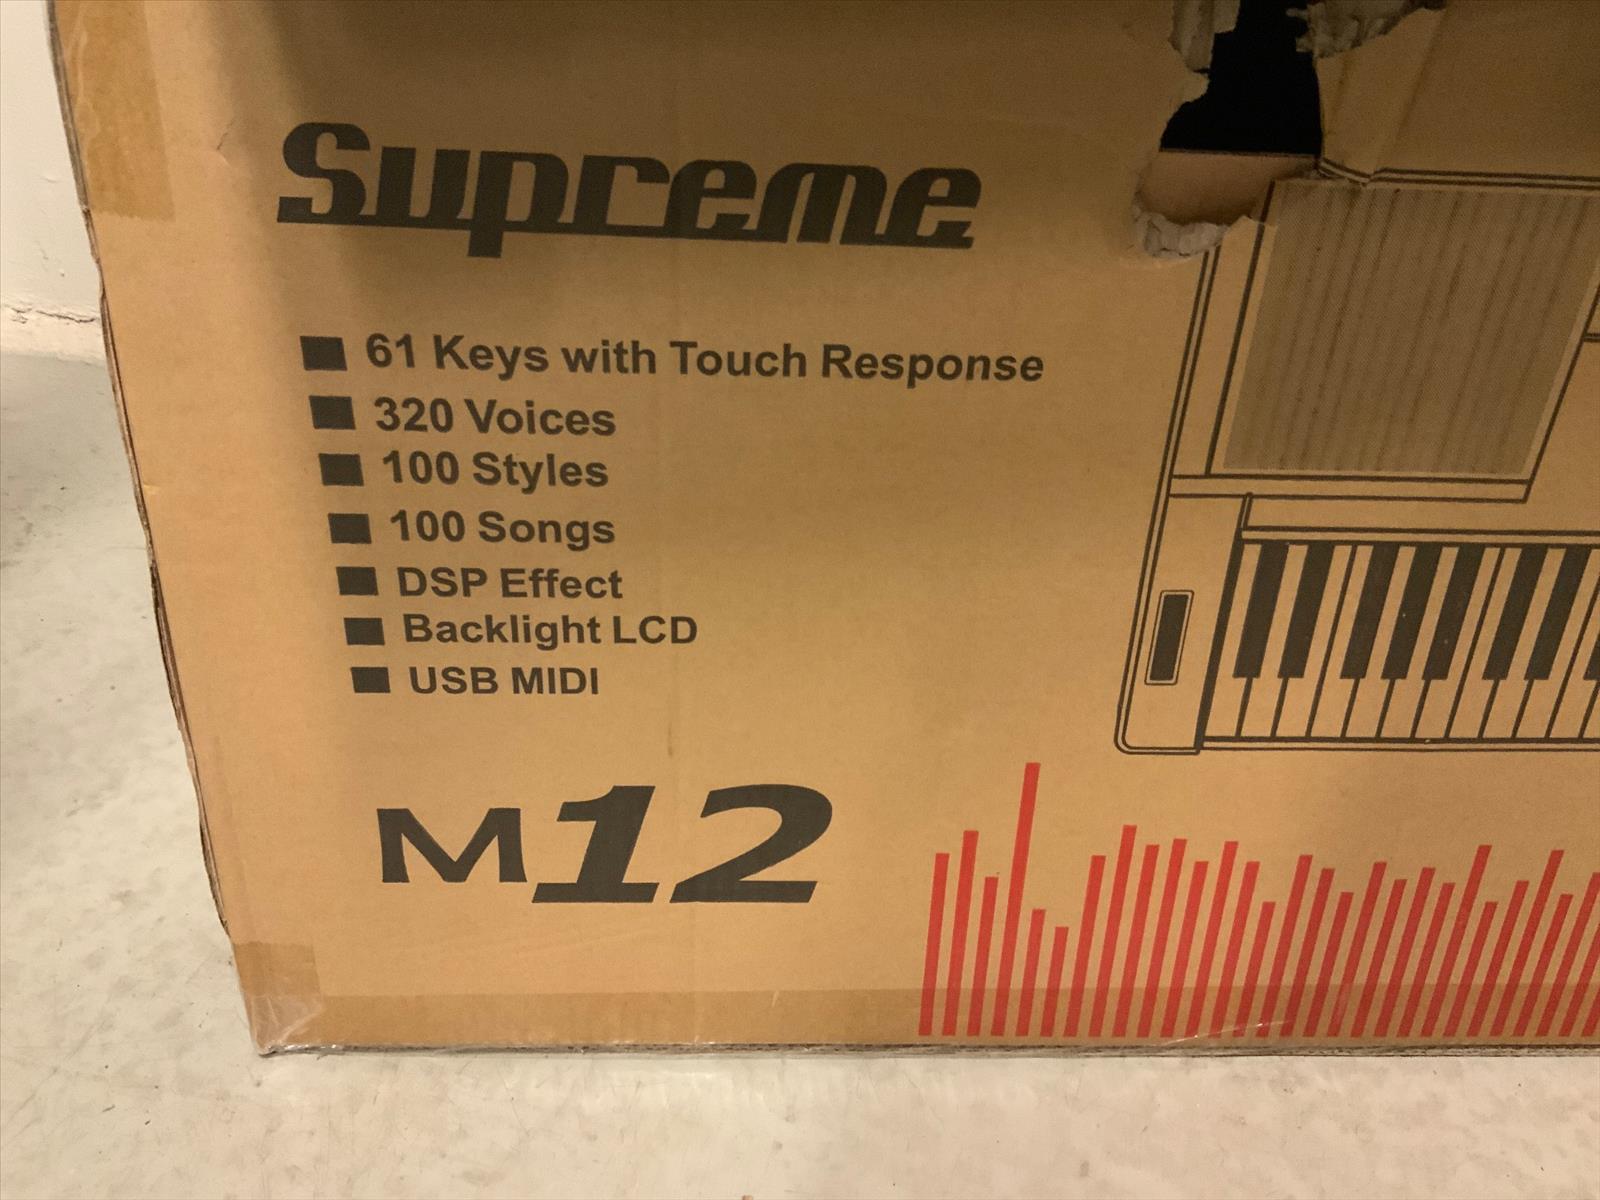 Supreme
61 Keys with Touch Response
320 Voices
100 Styles
100 Songs
DSP Effect
Backlight LCD
USB MIDI
M12